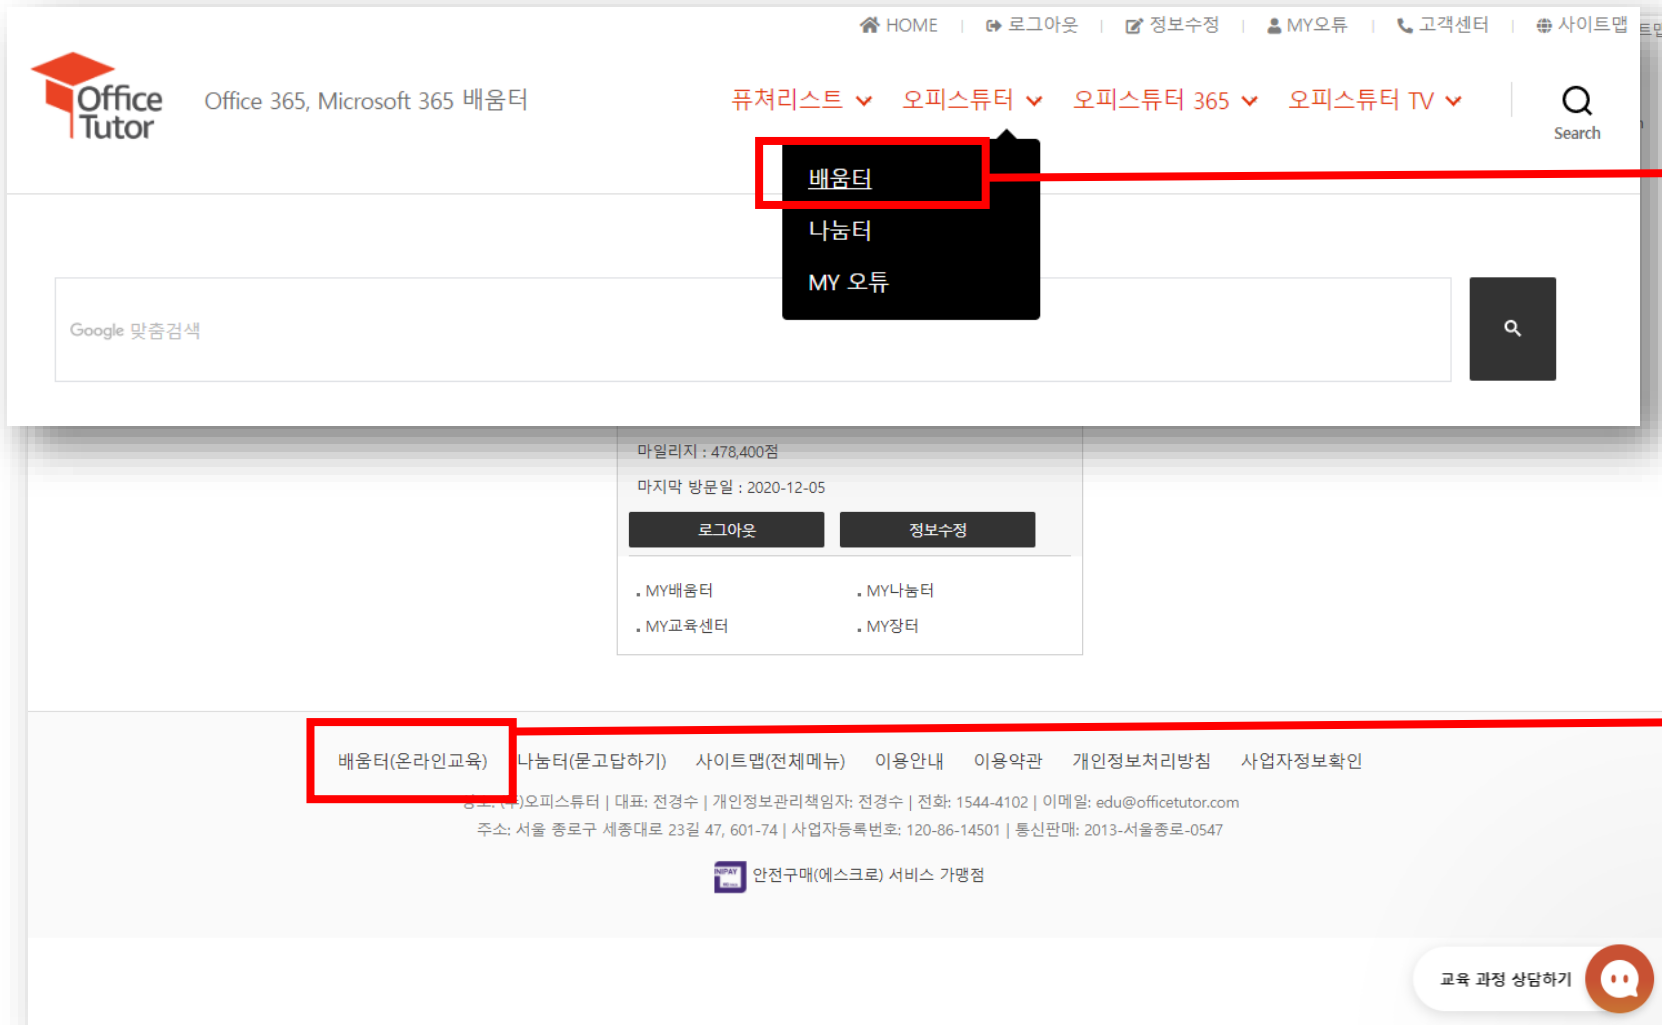 HOME 로그아웃 정보수정 MY오튜 고객센터 사이트맵
트맵
Office Tutor
Office 365, Microsoft 365 배움터
퓨쳐리스트 오피스튜터 오피스튜터 365 오피스튜터 TV
Search
배움터
나눔터
MY 오튜
Google 맞춤검색
마일리지 : 478,400점
마지막 방문일 : 2020-12-05
로그아웃 정보수정
MY배움터 MY나눔터
MY교육센터 MY장터
배움터(온라인교육) 나눔터(묻고답하기) 사이트맵(전체메뉴) 이용안내 이용약관 개인정보처리방침 사업자정보확인
오피스튜터 | 대표: 전경수 | 개인정보관리책임자: 전경수 | 전화: 1544-4102 | 이메일: edu@officetutor.com
주소: 서울 종로구 세종대로 23길 47, 601-74 | 사업자등록번호: 120-86-14501 | 통신판매: 2013-서울종로-0547
안전구매(에스크로) 서비스 가맹점
교육 과정 상담하기